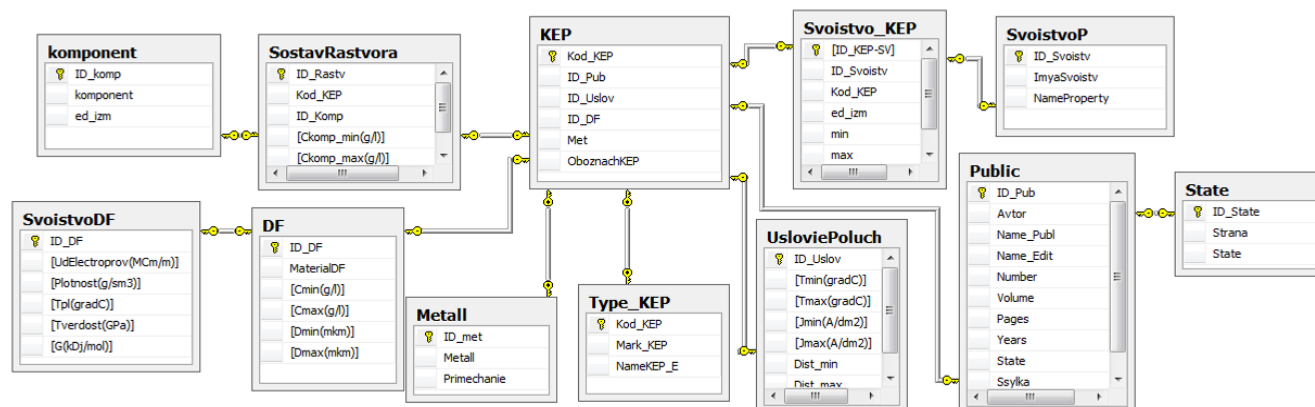 komponent
ID_komp
komponent
ed_izm
SostavRastvora
ID_Rastv
Kod_KEP
ID_Komp
[Ckomp_min(g/l)]
[Ckomp_max(g/l)]
KEP
Kod_KEP
ID_Pub
ID_Uslov
ID_DF
Met
OboznachKEP
Svoistvo_KEP
[ID_KEP-SV]
ID_Svoistv
Kod_KEP
ed_izm
min
max
SvoistvoP
ID_Svoistv
ImyaSvoistv
NameProperty
SvoistvoDF
ID_DF
[UdElectroprov(MCm/m)]
[Plotnost(g/sm3)]
[Tpl(gradC)]
[Tverdost(GPa)]
[G(kDj/mol)]
DF
ID_DF
MaterialDF
[Cmin(g/l)]
[Cmax(g/l)]
[Dmin(mkm)]
[Dmax(mkm)]
Metall
ID_met
Metall
Primechanie
Type_KEP
Kod_KEP
Mark_KEP
NameKEP_E
UsloviePoluch
ID_Uslov
[Tmin(gradC)]
[Tmax(gradC)]
[Jmin(A/dm2)]
[Jmax(A/dm2)]
Dist_min
Dist_max
Public
ID_Pub
Avtor
Name_Publ
Name_Edit
Number
Volume
Pages
Years
State
Ssylka
State
ID_State
Strana
State